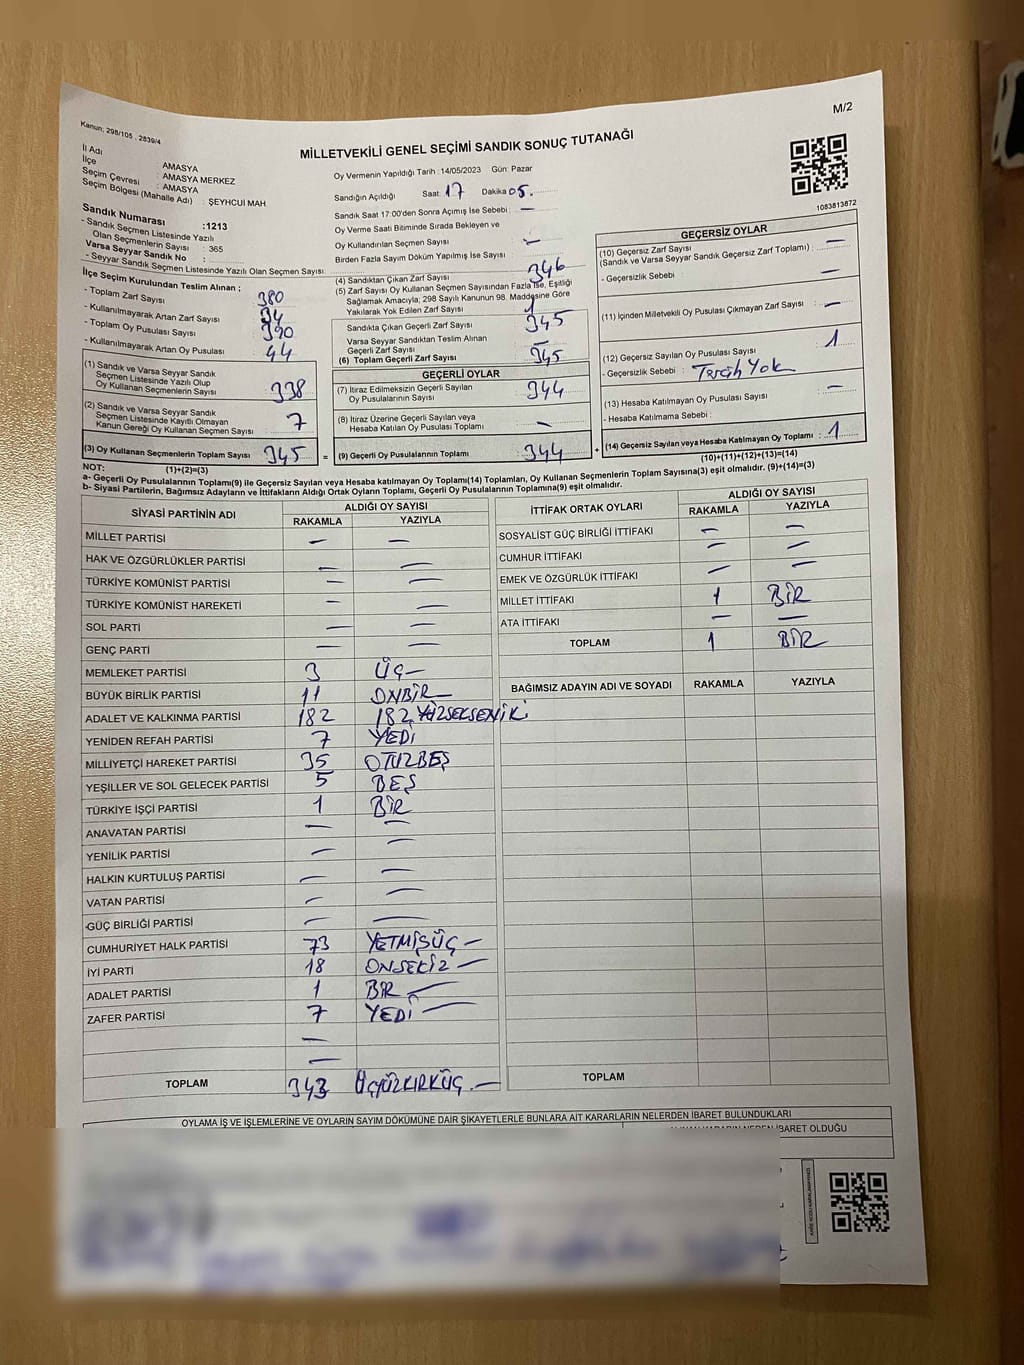 M/2
Kanun: 298/105 , 2839/4
MİLLETVEKİLİ GENEL SEÇİMİ SANDIK SONUÇ TUTANAĞI
İl Adı : AMASYA
İlçe : AMASYA MERKEZ
Seçim Çevresi : AMASYA
Seçim Bölgesi (Mahalle Adı) : ŞEYHCUİ MAH
Sandık Numarası :1213
- Sandık Seçmen Listesinde Yazılı
Olan Seçmenlerin Sayısı : 365
Varsa Seyyar Sandık No :
- Seyyar Sandık Seçmen Listesinde Yazılı Olan Seçmen Sayısı:
İlçe Seçim Kurulundan Teslim Alınan :
- Toplam Zarf Sayısı 380
- Kullanılmayarak Artan Zarf Sayısı 34
- Toplam Oy Pusulası Sayısı 390
- Kullanılmayarak Artan Oy Pusulası 44
(1) Sandık ve Varsa Seyyar Sandık
Seçmen Listesinde Yazılı Olup
Oy Kullanan Seçmenlerin Sayısı 338
(2) Sandık ve Varsa Seyyar Sandık
Seçmen Listesinde Kayıtlı Olmayan
Kanun Gereği Oy Kullanan Seçmen Sayısı : 7
(3) Oy Kullanan Seçmenlerin Toplam Sayısı 345 =
Oy Vermenin Yapıldığı Tarih : 14/05/2023 Gün: Pazar
Sandığın Açıldığı Saat: 17 Dakika 05.
Sandık Saat 17:00'den Sonra Açımış İse Sebebi : —
Oy Verme Saati Bitiminde Sırada Bekleyen ve
Oy Kullandırılan Seçmen Sayısı : —
Birden Fazla Sayım Döküm Yapılmış İse Sayısı :
(4) Sandıktan Çıkan Zarf Sayısı 346
(5) Zarf Sayısı Oy Kullanan Seçmen Sayısından Fazla İse, Eşitliği
Sağlamak Amacıyla; 298 Sayılı Kanunun 98. Maddesine Göre
Yakılarak Yok Edilen Zarf Sayısı : 1
Sandıkta Çıkan Geçerli Zarf Sayısı 345
Varsa Seyyar Sandıktan Teslim Alınan
Geçerli Zarf Sayısı : —
(6) Toplam Geçerli Zarf Sayısı : 345
GEÇERLİ OYLAR
(7) İtiraz Edilmeksizin Geçerli Sayılan
Oy Pusulalarının Sayısı : 344
(8) İtiraz Üzerine Geçerli Sayılan veya
Hesaba Katılan Oy Pusulası Toplamı : —
(9) Geçerli Oy Pusulalarının Toplamı : 344 +
1083813872
GEÇERSİZ OYLAR
(10) Geçersiz Zarf Sayısı
(Sandık ve Varsa Seyyar Sandık Geçersiz Zarf Toplamı) : —
- Geçersizlik Sebebi : —
(11) İçinden Milletvekili Oy Pusulası Çıkmayan Zarf Sayısı : —
(12) Geçersiz Sayılan Oy Pusulası Sayısı : 1
- Geçersizlik Sebebi : Tercih Yok
(13) Hesaba Katılmayan Oy Pusulası Sayısı : —
- Hesaba Katılmama Sebebi :
(14) Geçersiz Sayılan veya Hesaba Katılmayan Oy Toplamı : 1
(10)+(11)+(12)+(13)=(14)
NOT: (1)+(2)=(3)
a- Geçerli Oy Pusulalarının Toplamı(9) ile Geçersiz Sayılan veya Hesaba katılmayan Oy Toplamı(14) Toplamları, Oy Kullanan Seçmenlerin Toplam Sayısına(3) eşit olmalıdır. (9)+(14)=(3)
b- Siyasi Partilerin, Bağımsız Adayların ve İttifakların Aldığı Ortak Oyların Toplamı, Geçerli Oy Pusulalarının Toplamına(9) eşit olmalıdır.
SİYASİ PARTİNİN ADI ALDIĞI OY SAYISI
RAKAMLA YAZIYLA
MİLLET PARTİSİ — —
HAK VE ÖZGÜRLÜKLER PARTİSİ — —
TÜRKİYE KOMÜNİST PARTİSİ — —
TÜRKİYE KOMÜNİST HAREKETİ — —
SOL PARTİ — —
GENÇ PARTİ — —
MEMLEKET PARTİSİ 3 ÜÇ—
BÜYÜK BİRLİK PARTİSİ 11 ONBİR—
ADALET VE KALKINMA PARTİSİ 182 182 YÜZSEKSENİKİ
YENİDEN REFAH PARTİSİ 7 YEDİ
MİLLİYETÇİ HAREKET PARTİSİ 35 OTUZBEŞ
YEŞİLLER VE SOL GELECEK PARTİSİ 5 BEŞ
TÜRKİYE İŞÇİ PARTİSİ 1 BİR
ANAVATAN PARTİSİ — —
YENİLİK PARTİSİ — —
HALKIN KURTULUŞ PARTİSİ — —
VATAN PARTİSİ — —
GÜÇ BİRLİĞİ PARTİSİ — —
CUMHURİYET HALK PARTİSİ 73 YETMİŞÜÇ —
İYİ PARTİ 18 ONSEKİZ —
ADALET PARTİSİ 1 BİR —
ZAFER PARTİSİ 7 YEDİ —
—
—
TOPLAM 343 ÜÇYÜZKIRKÜÇ. —
İTTİFAK ORTAK OYLARI ALDIĞI OY SAYISI
RAKAMLA YAZIYLA
SOSYALİST GÜÇ BİRLİĞİ İTTİFAKI — —
CUMHUR İTTİFAKI — —
EMEK VE ÖZGÜRLÜK İTTİFAKI — —
MİLLET İTTİFAKI 1 BİR
ATA İTTİFAKI — —
TOPLAM 1 BİR
BAĞIMSIZ ADAYIN ADI VE SOYADI RAKAMLA YAZIYLA
TOPLAM
OYLAMA İŞ VE İŞLEMLERİNE VE OYLARIN SAYIM DÖKÜMÜNE DAİR ŞİKAYETLERLE BUNLARA AİT KARARLARIN NELERDEN İBARET BULUNDUKLARI
İBARET OLDUĞU